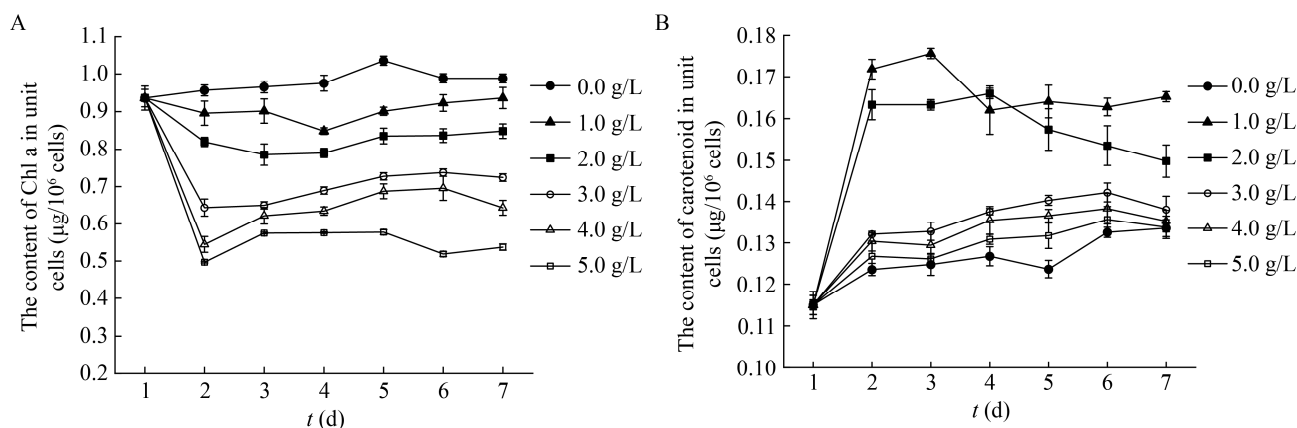 A
The content of Chl a in unit
cells (μg/10⁶ cells)
1.1
1.0
0.9
0.8
0.7
0.6
0.5
0.4
0.3
0.2
1 2 3 4 5 6 7
t (d)
0.0 g/L
1.0 g/L
2.0 g/L
3.0 g/L
4.0 g/L
5.0 g/L
B
The content of carotenoid in unit
cells (μg/10⁶ cells)
0.18
0.17
0.16
0.15
0.14
0.13
0.12
0.11
0.10
1 2 3 4 5 6 7
t (d)
0.0 g/L
1.0 g/L
2.0 g/L
3.0 g/L
4.0 g/L
5.0 g/L